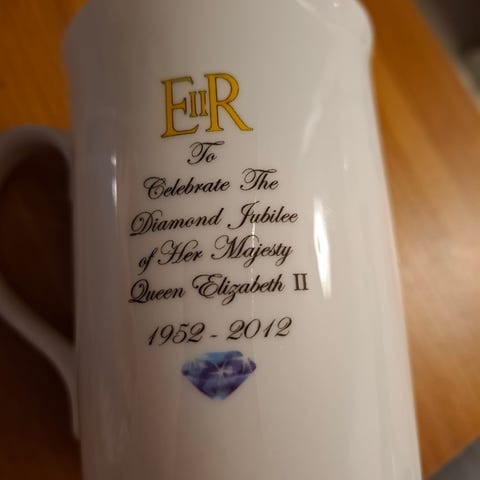 EIIR
To
Celebrate The
Diamond Jubilee
of Her Majesty
Queen Elizabeth II
1952 - 2012